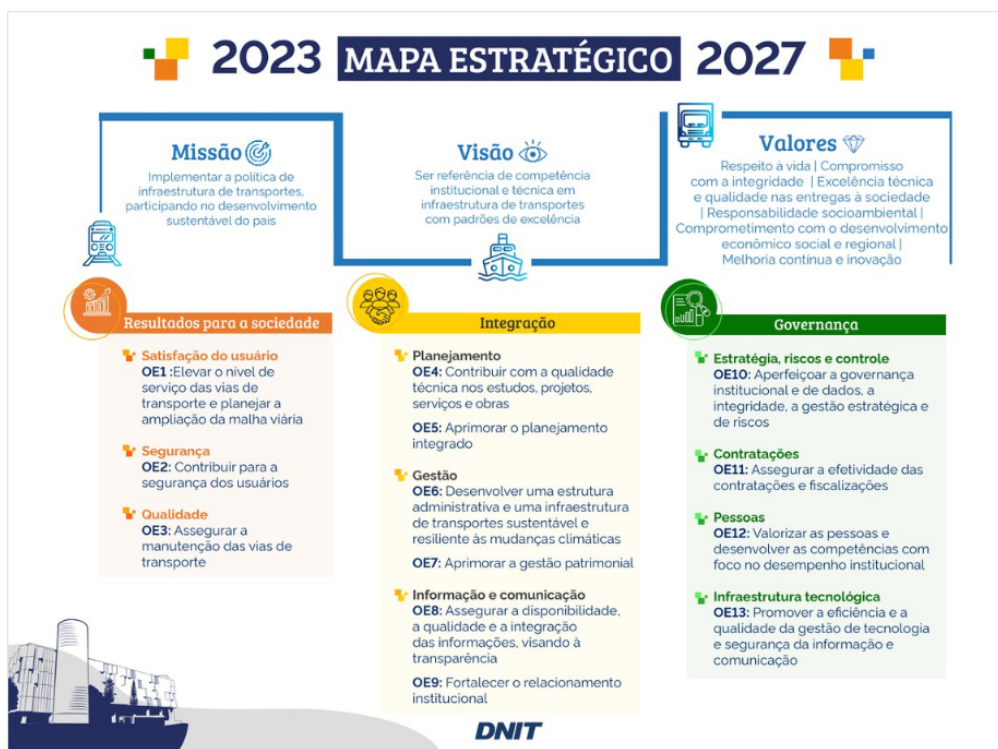 2023 MAPA ESTRATÉGICO 2027
Missão
Implementar a política de
infraestrutura de transportes,
participando no desenvolvimento
sustentável do país
Visão
Ser referência de competência
institucional e técnica em
infraestrutura de transportes
com padrões de excelência
Valores
Respeito à vida | Compromisso
com a integridade | Excelência técnica
e qualidade nas entregas à sociedade
| Responsabilidade socioambiental |
Comprometimento com o desenvolvimento
econômico social e regional |
Melhoria contínua e inovação
Resultados para a sociedade
Satisfação do usuário
OE1 :Elevar o nível de
serviço das vias de
transporte e planejar a
ampliação da malha viária
Segurança
OE2: Contribuir para a
segurança dos usuários
Qualidade
OE3: Assegurar a
manutenção das vias de
transporte
Integração
Planejamento
OE4: Contribuir com a qualidade
técnica nos estudos, projetos,
serviços e obras
OE5: Aprimorar o planejamento
integrado
Gestão
OE6: Desenvolver uma estrutura
administrativa e uma infraestrutura
de transportes sustentável e
resiliente às mudanças climáticas
OE7: Aprimorar a gestão patrimonial
Informação e comunicação
OE8: Assegurar a disponibilidade,
a qualidade e a integração
das informações, visando à
transparência
OE9: Fortalecer o relacionamento
institucional
Governança
Estratégia, riscos e controle
OE10: Aperfeiçoar a governança
institucional e de dados, a
integridade, a gestão estratégica e
de riscos
Contratações
OE11: Assegurar a efetividade das
contratações e fiscalizações
Pessoas
OE12: Valorizar as pessoas e
desenvolver as competências com
foco no desempenho institucional
Infraestrutura tecnológica
OE13: Promover a eficiência e a
qualidade da gestão de tecnologia
e segurança da informação e
comunicação
DNIT